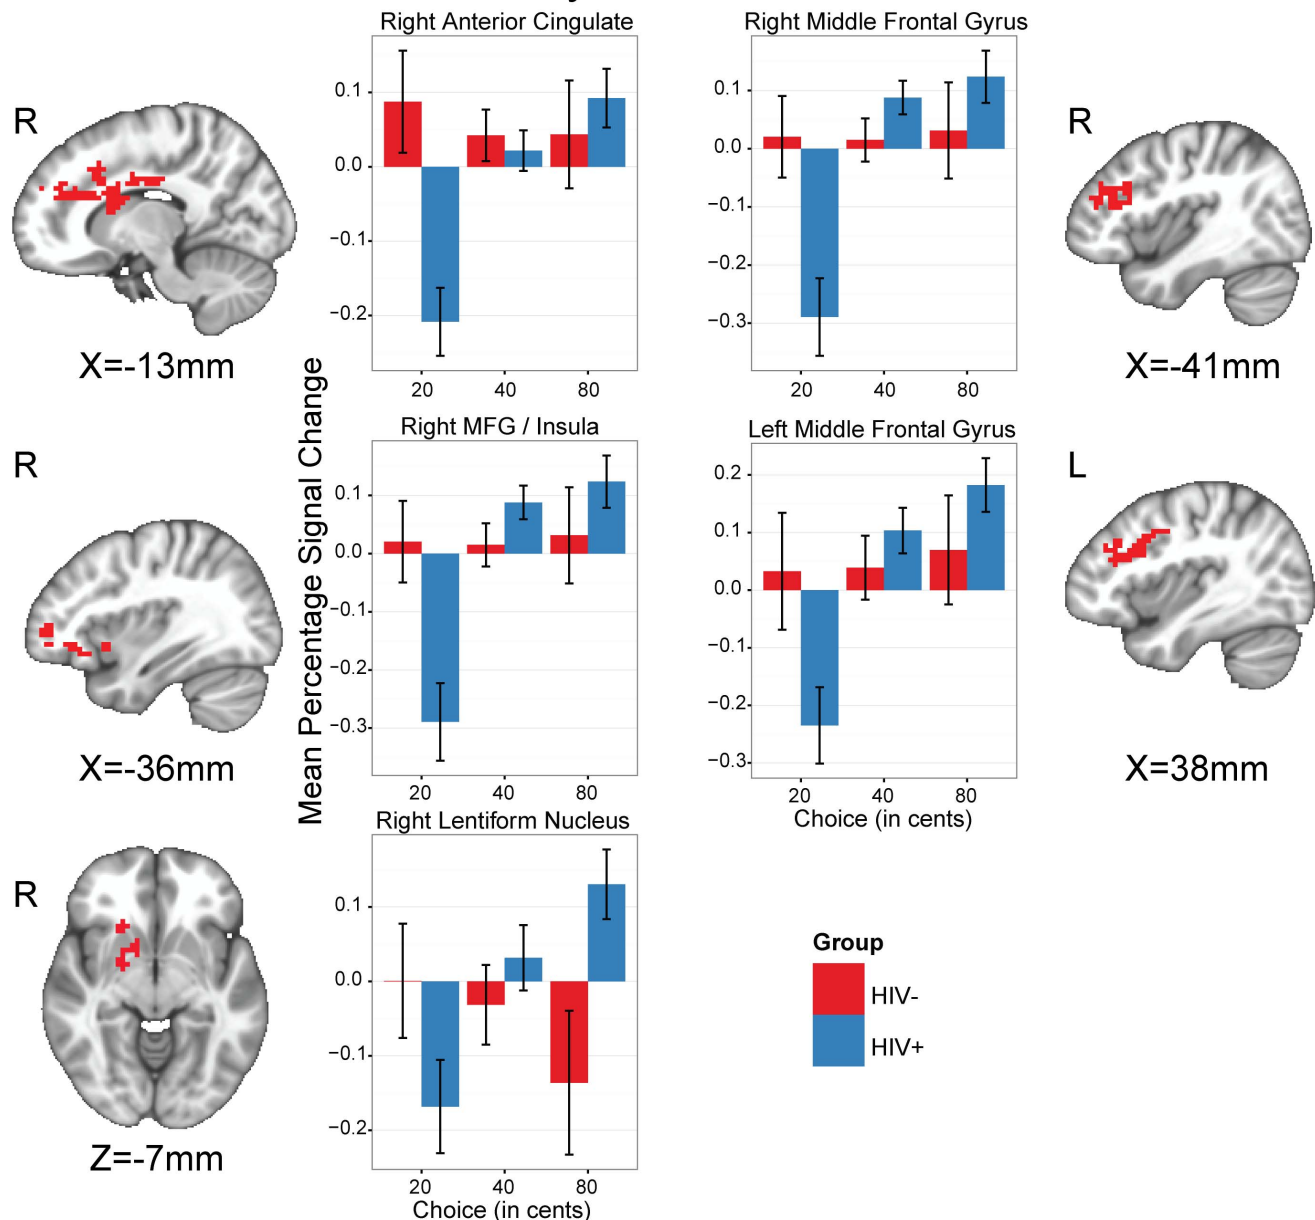 Right Anterior Cingulate
Right Middle Frontal Gyrus
R
0.1
0.0
−0.1
−0.2
20 40 80
X=-13mm
0.1
0.0
−0.1
−0.2
−0.3
20 40 80
R
X=-41mm
Mean Percentage Signal Change
Right MFG / Insula
R
0.1
0.0
−0.1
−0.2
−0.3
20 40 80
X=-36mm
Left Middle Frontal Gyrus
0.2
0.1
0.0
−0.1
−0.2
−0.3
20 40 80
Choice (in cents)
L
X=38mm
Right Lentiform Nucleus
R
0.1
0.0
−0.1
−0.2
20 40 80
Choice (in cents)
Z=-7mm
Group
HIV-
HIV+